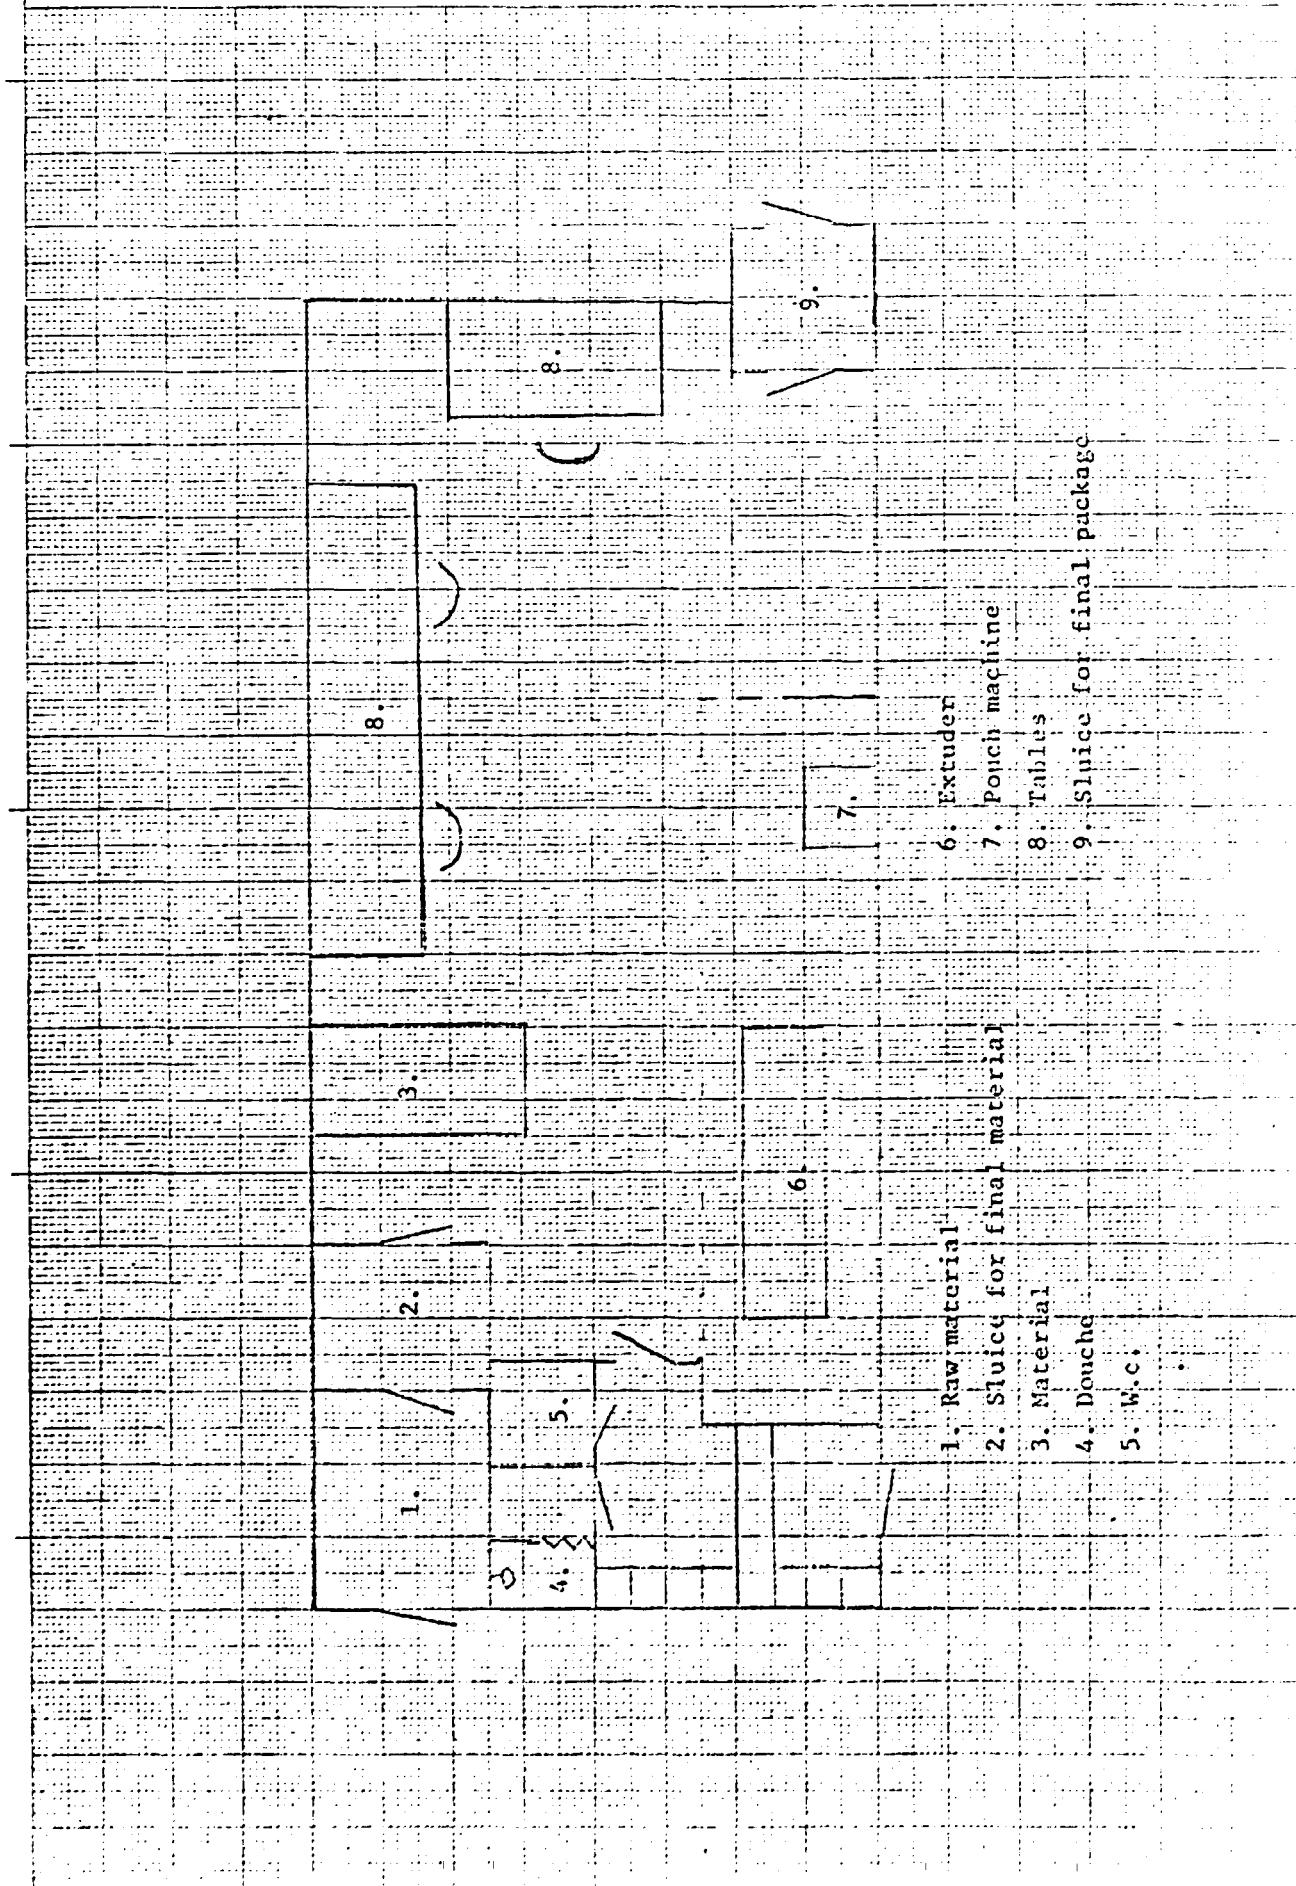 8.
8.
9.
3.
2.
1.
5.
4.
6.
7.
1. Raw material
2. Sluice for final material
3. Material
4. Douche
5. W.c.
6. Extuder
7. Pouch machine
8. Tables
9. Sluice for final package